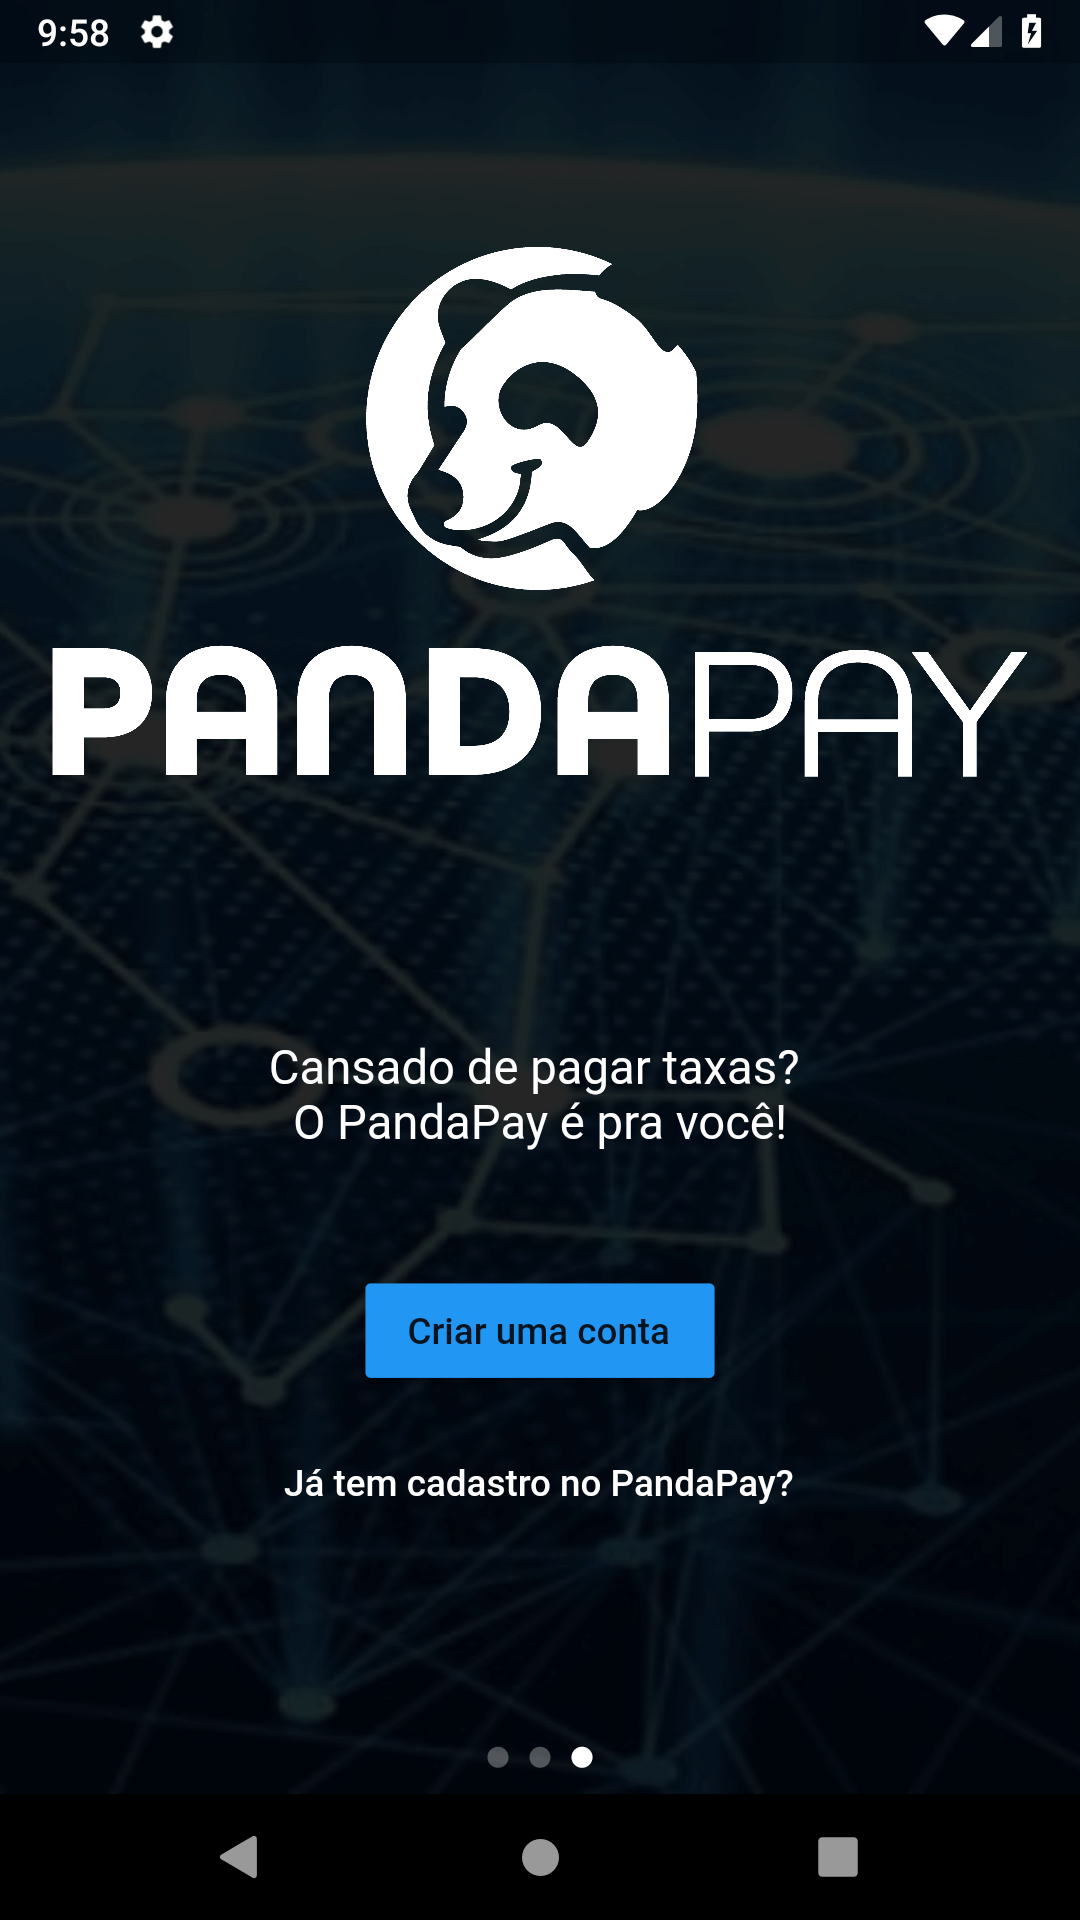 9:58
PANDAPAY
Cansado de pagar taxas?
O PandaPay é pra você!
Criar uma conta
Já tem cadastro no PandaPay?